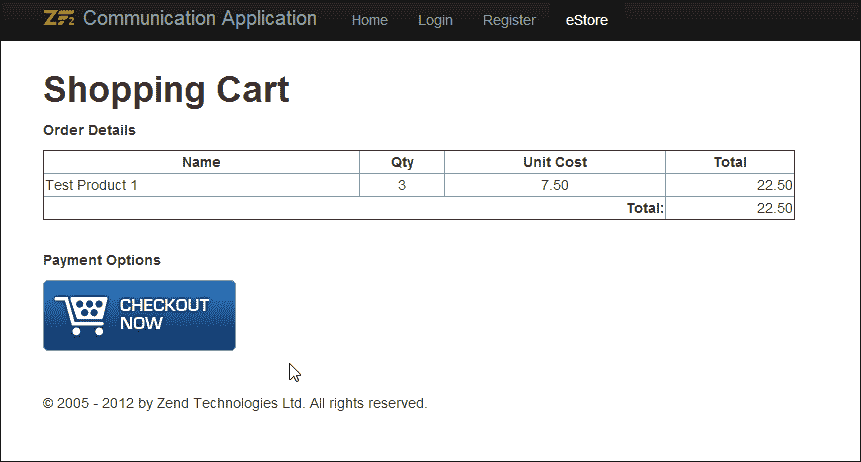 ZF2 Communication Application Home Login Register eStore
Shopping Cart
Order Details
Name Qty Unit Cost Total
Test Product 1 3 7.50 22.50
Total: 22.50
Payment Options
CHECKOUT
NOW
© 2005 - 2012 by Zend Technologies Ltd. All rights reserved.